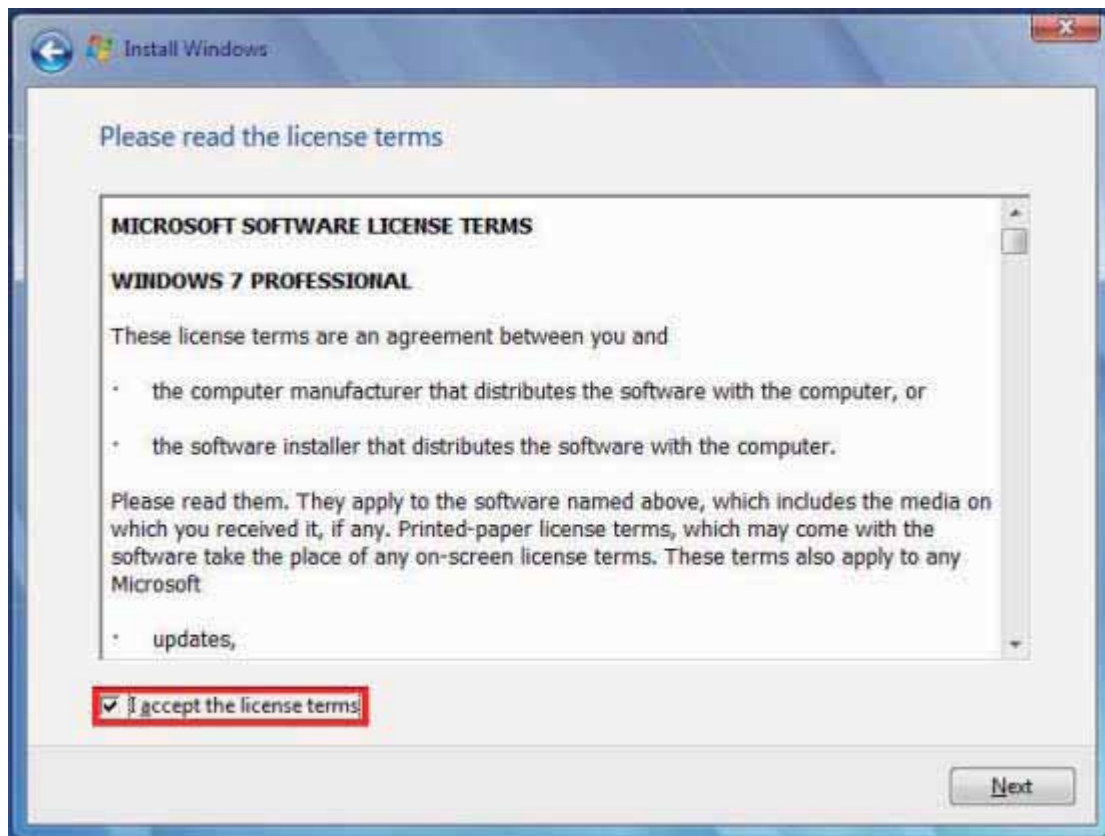 Install Windows
Please read the license terms
MICROSOFT SOFTWARE LICENSE TERMS
WINDOWS 7 PROFESSIONAL
These license terms are an agreement between you and
· the computer manufacturer that distributes the software with the computer, or
· the software installer that distributes the software with the computer.
Please read them. They apply to the software named above, which includes the media on
which you received it, if any. Printed-paper license terms, which may come with the
software take the place of any on-screen license terms. These terms also apply to any
Microsoft
· updates,
I accept the license terms
Next